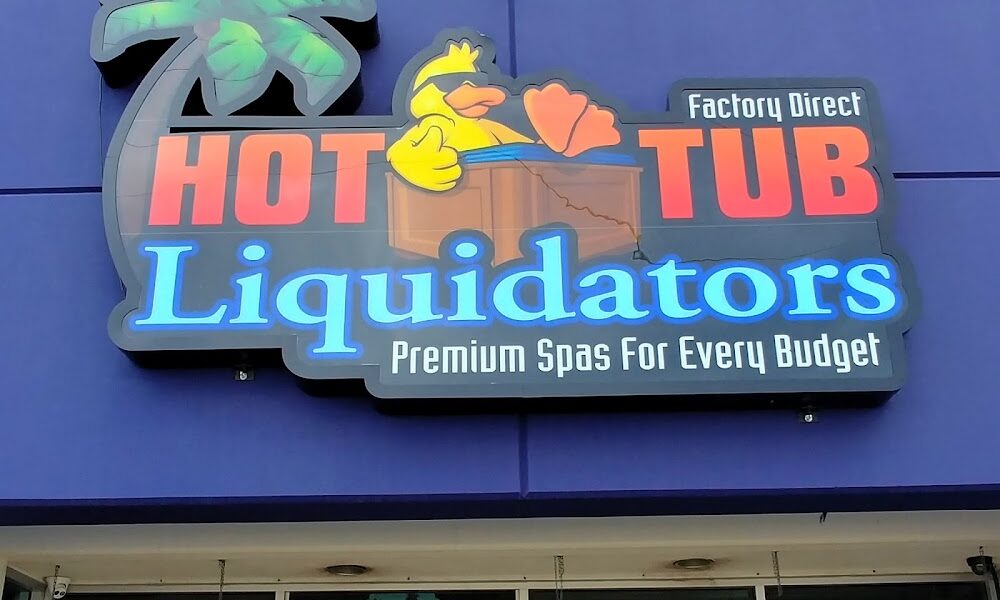 Factory Direct
HOT TUB
Liquidators
Premium Spas For Every Budget